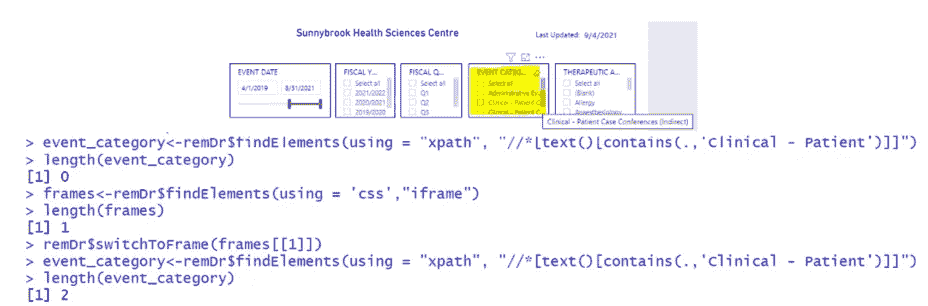 Sunnybrook Health Sciences Centre
Last Updated: 9/4/2021
EVENT DATE
4/1/2019 8/31/2021
FISCAL Y...
Select all
2021/2022
2020/2021
2019/2020
FISCAL Q...
Select all
Q1
Q2
Q3
EVENT CATEG...
Select all
Administrative Ev...
Clinical - Patient C...
Clinical - Patient C...
THERAPEUTIC A...
Select all
(Blank)
Allergy
Anaesthesiology
Clinical - Patient Case Conferences (Indirect)
> event_category<-remDr$findElements(using = "xpath", "//*[text()[contains(.,'Clinical - Patient')]]")
> length(event_category)
[1] 0
> frames<-remDr$findElements(using = 'css',"iframe")
> length(frames)
[1] 1
> remDr$switchToFrame(frames[[1]])
> event_category<-remDr$findElements(using = "xpath", "//*[text()[contains(.,'Clinical - Patient')]]")
> length(event_category)
[1] 2